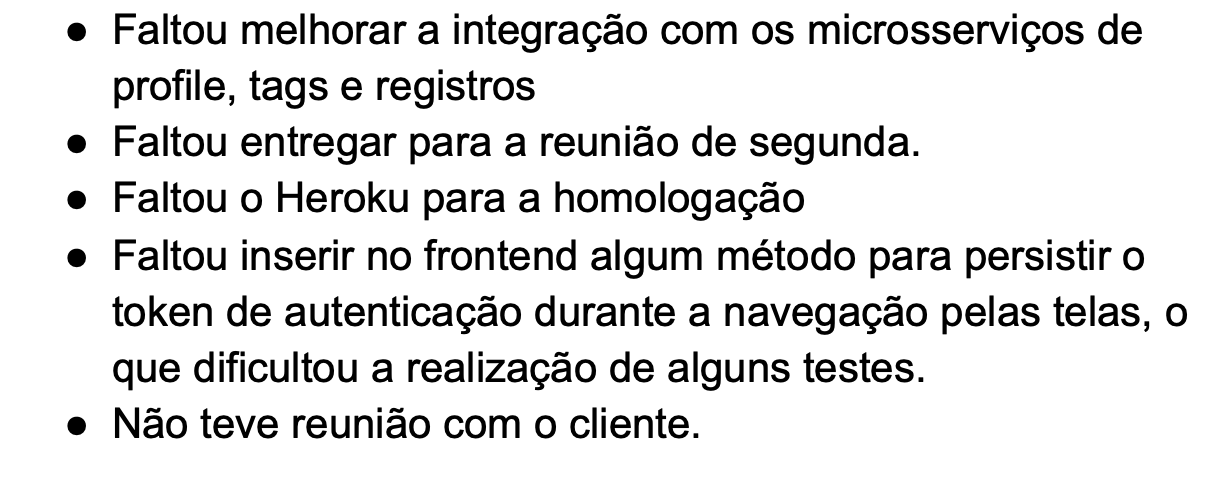 ● Faltou melhorar a integração com os microsserviços de
profile, tags e registros
● Faltou entregar para a reunião de segunda.
● Faltou o Heroku para a homologação
● Faltou inserir no frontend algum método para persistir o
token de autenticação durante a navegação pelas telas, o
que dificultou a realização de alguns testes.
● Não teve reunião com o cliente.